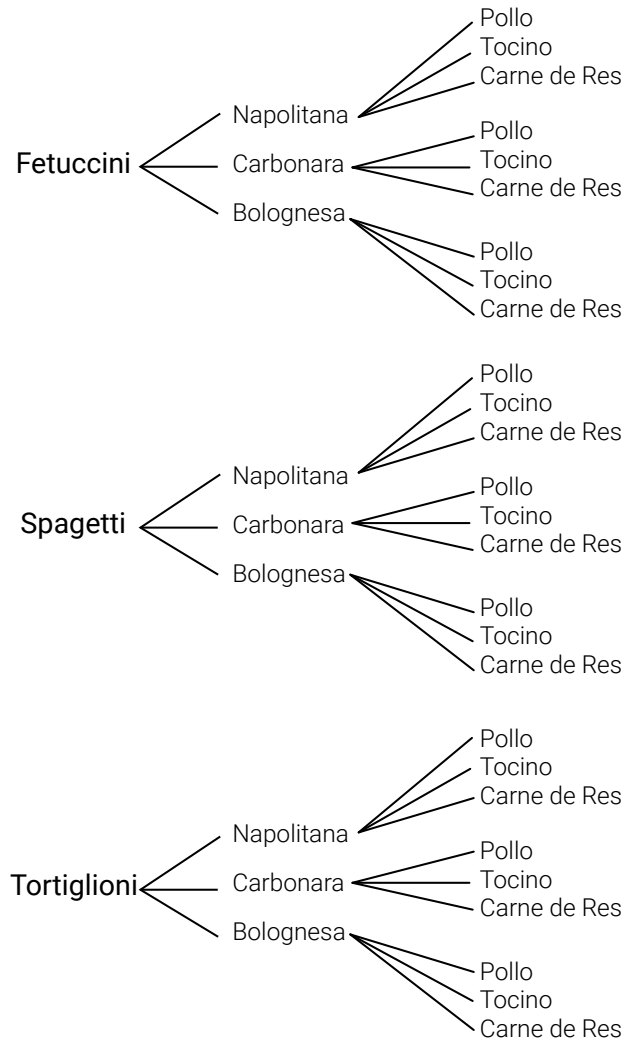 Pollo
Tocino
Carne de Res
Napolitana
Pollo
Fetuccini
Carbonara
Tocino
Carne de Res
Bolognesa
Pollo
Tocino
Carne de Res
Pollo
Tocino
Carne de Res
Napolitana
Pollo
Spagetti
Carbonara
Tocino
Carne de Res
Bolognesa
Pollo
Tocino
Carne de Res
Pollo
Tocino
Carne de Res
Napolitana
Pollo
Tortiglioni
Carbonara
Tocino
Carne de Res
Bolognesa
Pollo
Tocino
Carne de Res